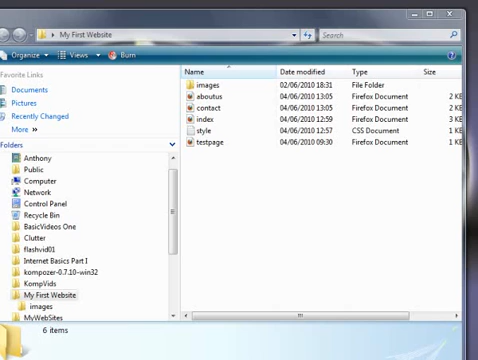 My First Website
Search
Organize Views Burn
Favorite Links
Documents
Pictures
Recently Changed
More »
Folders
Anthony
Public
Computer
Network
Control Panel
Recycle Bin
BasicVideos One
Clutter
flashvid01
Internet Basics Part I
kompozer-0.7.10-win32
KompVids
My First Website
images
MyWebSites
Name Date modified Type Size
images 02/06/2010 18:31 File Folder
aboutus 04/06/2010 13:05 Firefox Document 2 KB
contact 04/06/2010 13:05 Firefox Document 2 KB
index 04/06/2010 12:59 Firefox Document 3 KB
style 04/06/2010 12:57 CSS Document 1 KB
testpage 04/06/2010 09:30 Firefox Document 1 KB
6 items